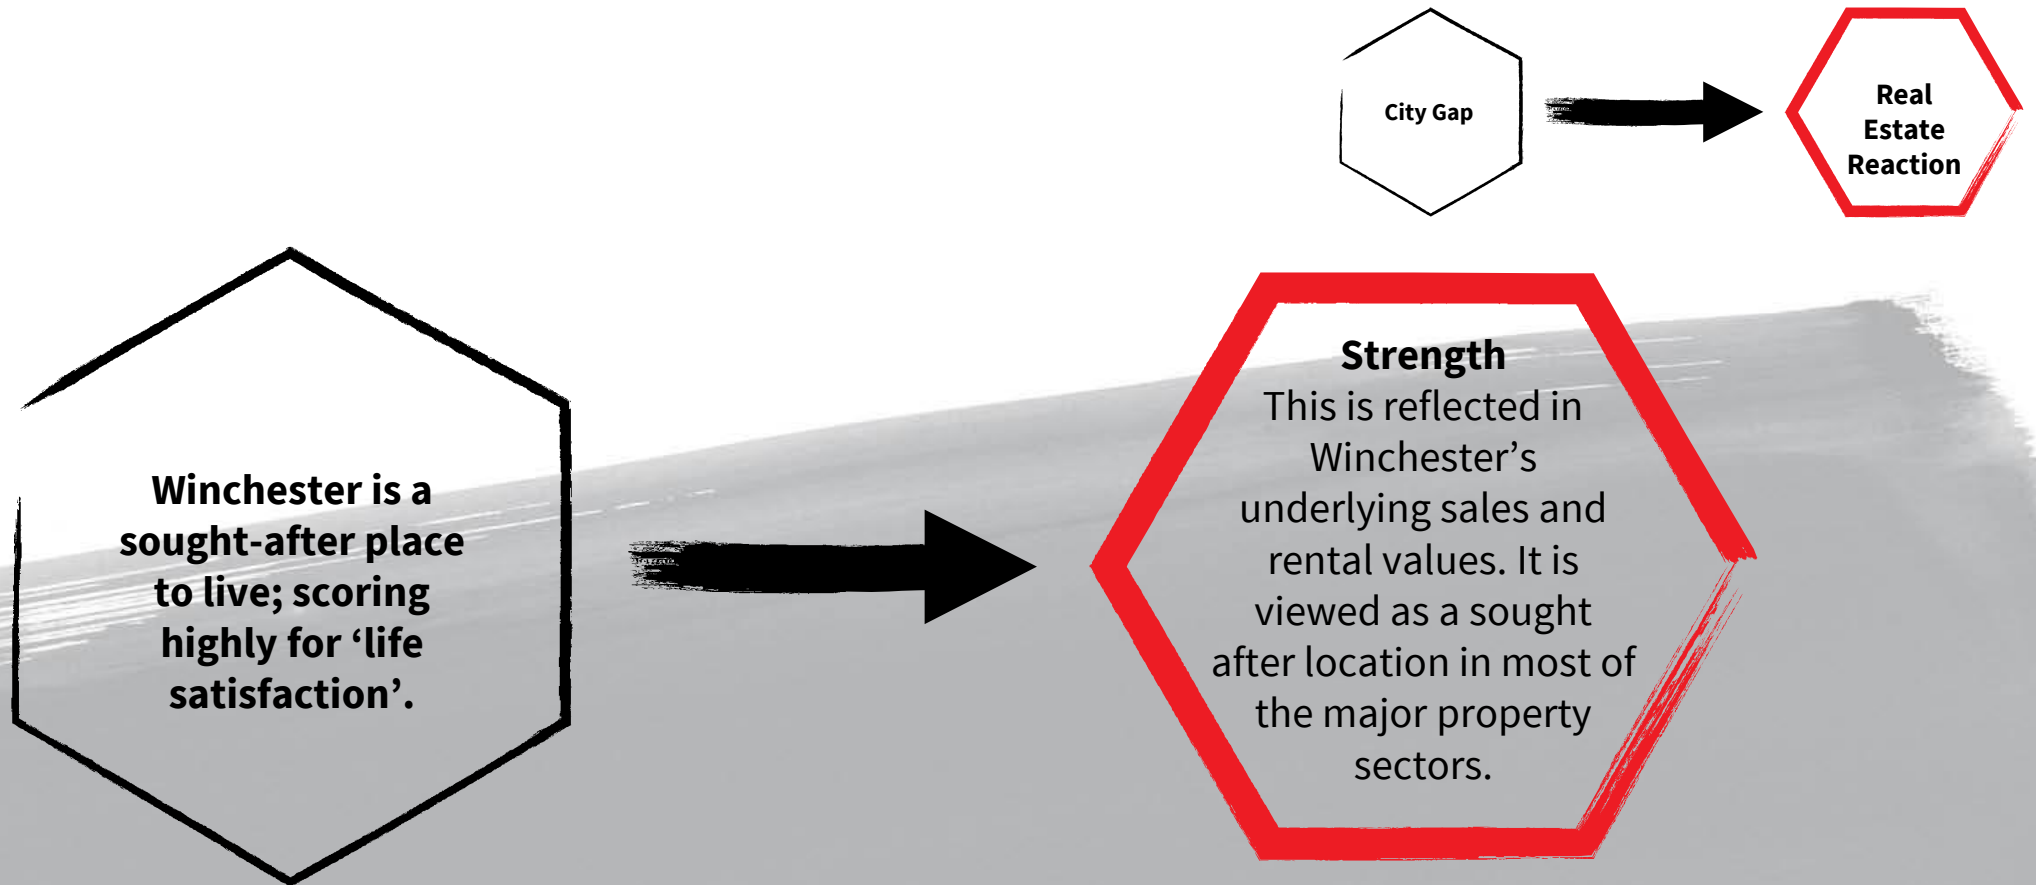 City Gap
Real
Estate
Reaction
Winchester is a
sought-after place
to live; scoring
highly for ‘life
satisfaction’.
Strength
This is reflected in
Winchester’s
underlying sales and
rental values. It is
viewed as a sought
after location in most of
the major property
sectors.